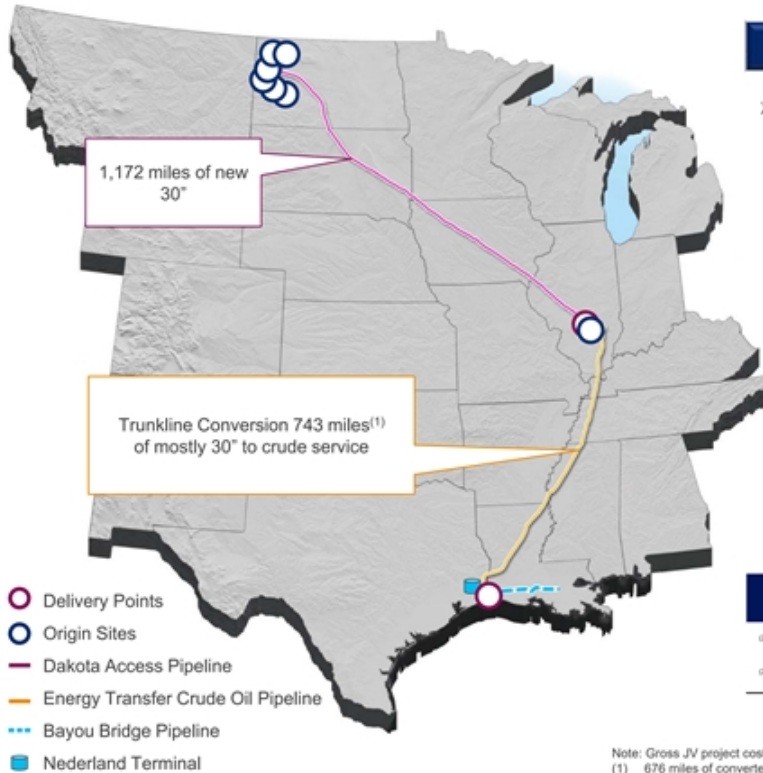 1,172 miles of new
30”
Trunkline Conversion 743 miles(1)
of mostly 30” to crude service
Delivery Points
Origin Sites
Dakota Access Pipeline
Energy Transfer Crude Oil Pipeline
Bayou Bridge Pipeline
Nederland Terminal
Note: Gross JV project cost
(1) 676 miles of converte